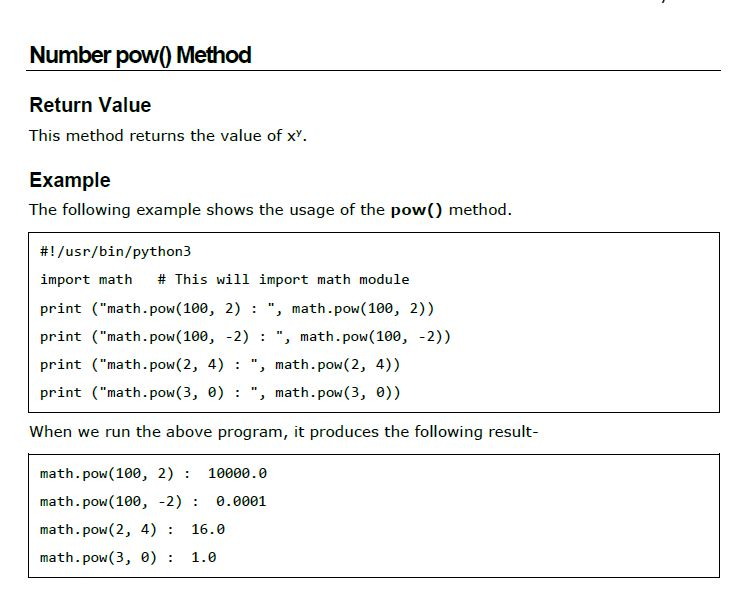 Number pow() Method
Return Value
This method returns the value of xʸ.
Example
The following example shows the usage of the pow() method.
#!/usr/bin/python3
import math   # This will import math module
print ("math.pow(100, 2) : ", math.pow(100, 2))
print ("math.pow(100, -2) : ", math.pow(100, -2))
print ("math.pow(2, 4) : ", math.pow(2, 4))
print ("math.pow(3, 0) : ", math.pow(3, 0))
When we run the above program, it produces the following result-
math.pow(100, 2) :  10000.0
math.pow(100, -2) :  0.0001
math.pow(2, 4) :  16.0
math.pow(3, 0) :  1.0